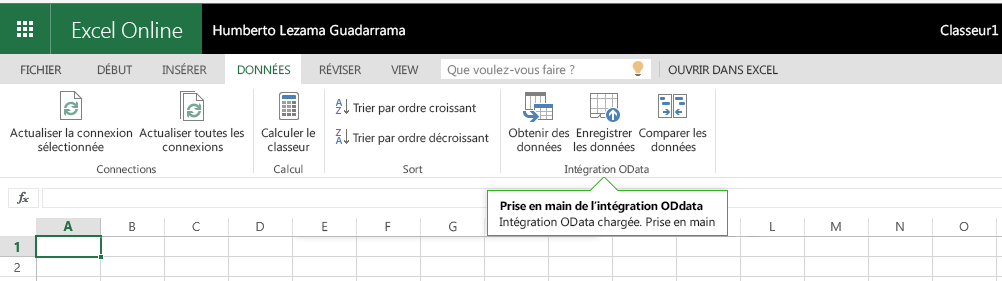 Excel Online Humberto Lezama Guadarrama Classeur1
FICHIER DÉBUT INSÉRER DONNÉES RÉVISER VIEW Que voulez-vous faire ? OUVRIR DANS EXCEL
Actualiser la connexion sélectionnée
Actualiser toutes les connexions
Connections
Calculer le classeur
Calcul
Trier par ordre croissant
Trier par ordre décroissant
Sort
Obtenir des données
Enregistrer les données
Comparer les données
Intégration OData
fx
Prise en main de l'intégration ODdata
Intégration OData chargée. Prise en main
A B C D E F G L M N O
1
2